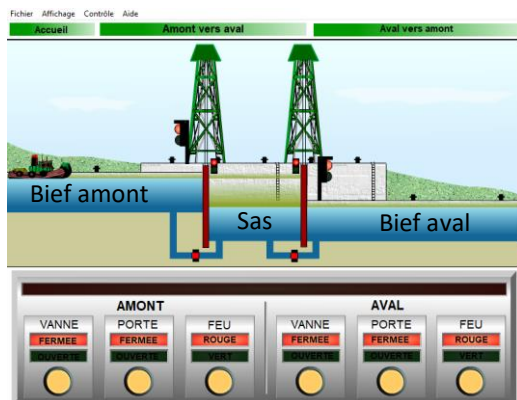 Fichier Affichage Contrôle Aide
Accueil Amont vers aval Aval vers amont
Bief amont
Sas Bief aval
AMONT AVAL
VANNE PORTE FEU VANNE PORTE FEU
FERMEE FERMEE ROUGE FERMEE FERMEE ROUGE
OUVERTE OUVERTE VERT OUVERTE OUVERTE VERT